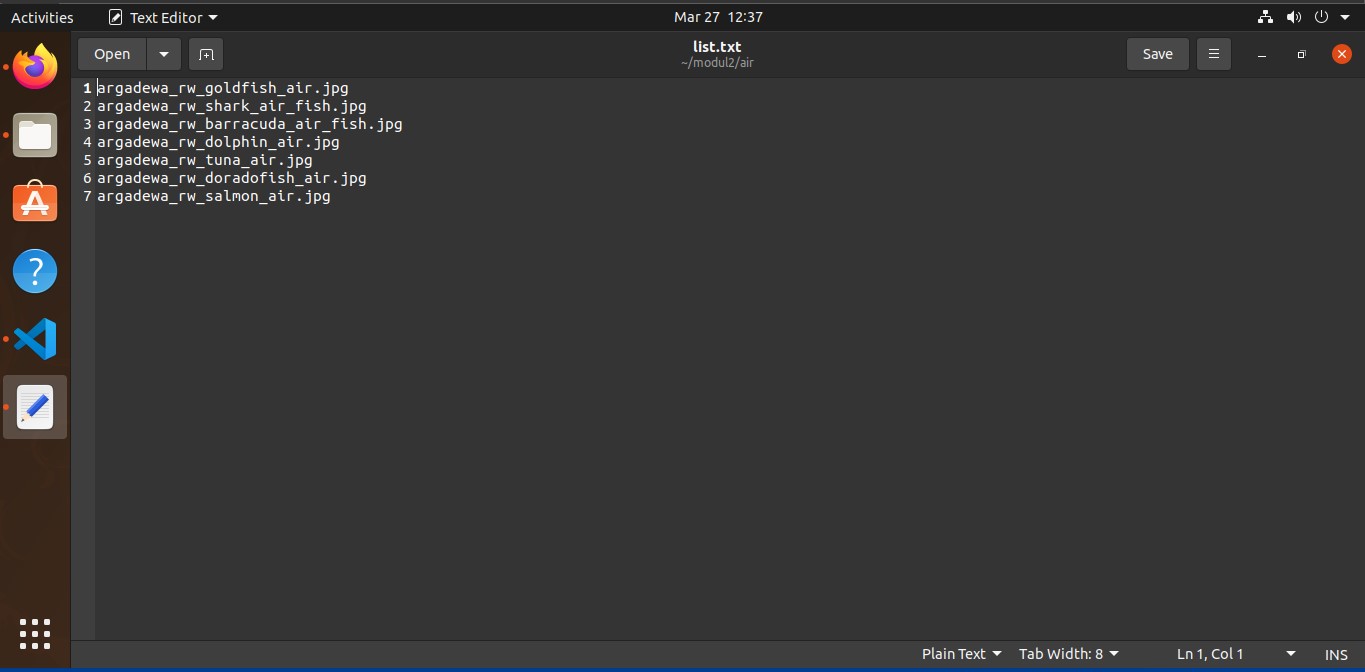 Activities Text Editor Mar 27 12:37
Open list.txt Save
~/modul2/air
1 argadewa_rw_goldfish_air.jpg
2 argadewa_rw_shark_air_fish.jpg
3 argadewa_rw_barracuda_air_fish.jpg
4 argadewa_rw_dolphin_air.jpg
5 argadewa_rw_tuna_air.jpg
6 argadewa_rw_doradofish_air.jpg
7 argadewa_rw_salmon_air.jpg
Plain Text Tab Width: 8 Ln 1, Col 1 INS